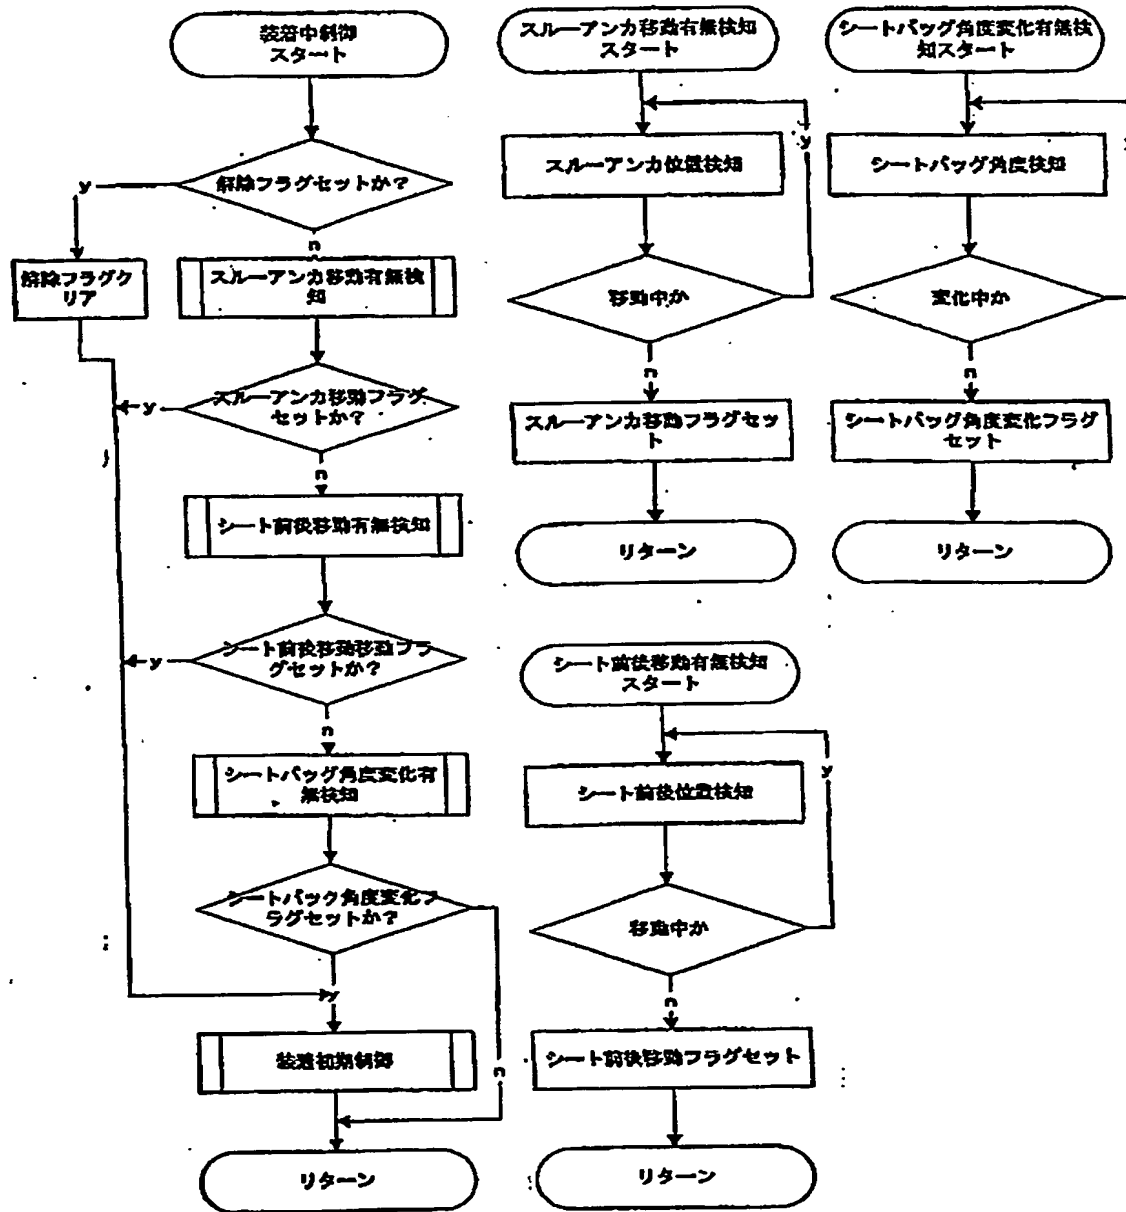 装着中制御
スタート
解除フラグセットか？
y
n
解除フラグク
リア
スルーアンカ移動有無検
知
スルーアンカ移動フラグ
セットか？
y
n
シート前後移動有無検知
シート前後移動移動フラ
グセットか？
y
n
シートバッグ角度変化有
無検知
シートバック角度変化フ
ラグセットか？
y
n
装着初期制御
リターン
スルーアンカ移動有無検知
スタート
スルーアンカ位置検知
移動中か
y
n
スルーアンカ移動フラグセッ
ト
リターン
シートバッグ角度変化有無検
知スタート
シートバッグ角度検知
変化中か
y
n
シートバッグ角度変化フラグ
セット
リターン
シート前後移動有無検知
スタート
シート前後位置検知
移動中か
y
n
シート前後移動フラグセット
リターン